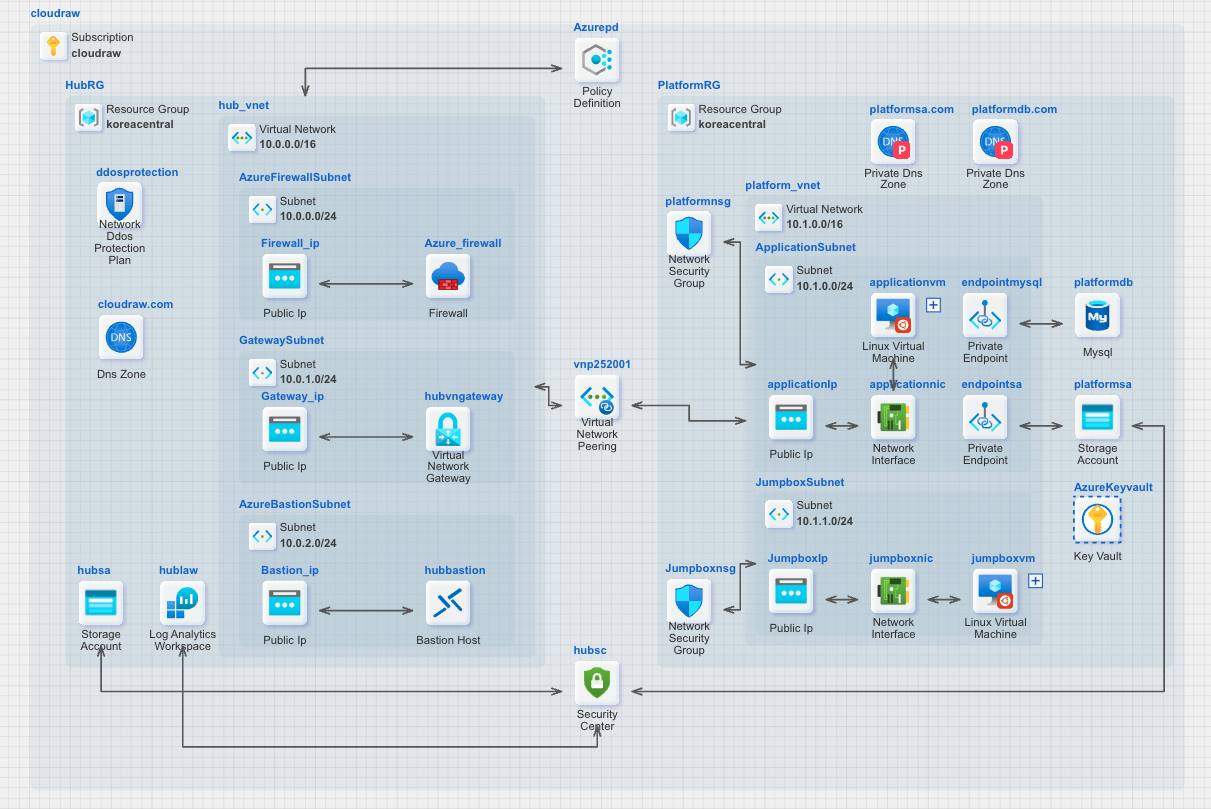 cloudraw
Subscription
cloudraw
Azurepd
Policy
Definition
HubRG
Resource Group
koreacentral
hub_vnet
Virtual Network
10.0.0.0/16
ddosprotection
Network
Ddos
Protection
Plan
cloudraw.com
DNS
Dns Zone
AzureFirewallSubnet
Subnet
10.0.0.0/24
Firewall_ip
Public Ip
Azure_firewall
Firewall
GatewaySubnet
Subnet
10.0.1.0/24
Gateway_ip
Public Ip
hubvngateway
Virtual
Network
Gateway
AzureBastionSubnet
Subnet
10.0.2.0/24
Bastion_ip
Public Ip
hubbastion
Bastion Host
hubsa
Storage
Account
hublaw
Log Analytics
Workspace
vnp252001
Virtual
Network
Peering
hubsc
Security
Center
PlatformRG
Resource Group
koreacentral
platformsa.com
DNS
P
Private Dns
Zone
platformdb.com
DNS
P
Private Dns
Zone
platformnsg
Network
Security
Group
platform_vnet
Virtual Network
10.1.0.0/16
ApplicationSubnet
Subnet
10.1.0.0/24
applicationvm
Linux Virtual
Machine
endpointmysql
Private
Endpoint
platformdb
My
Mysql
applicationIp
Public Ip
applicationnic
Network
Interface
endpointsa
Private
Endpoint
platformsa
Storage
Account
JumpboxSubnet
Subnet
10.1.1.0/24
AzureKeyvault
Key Vault
Jumpboxnsg
Network
Security
Group
JumpboxIp
Public Ip
jumpboxnic
Network
Interface
jumpboxvm
Linux Virtual
Machine